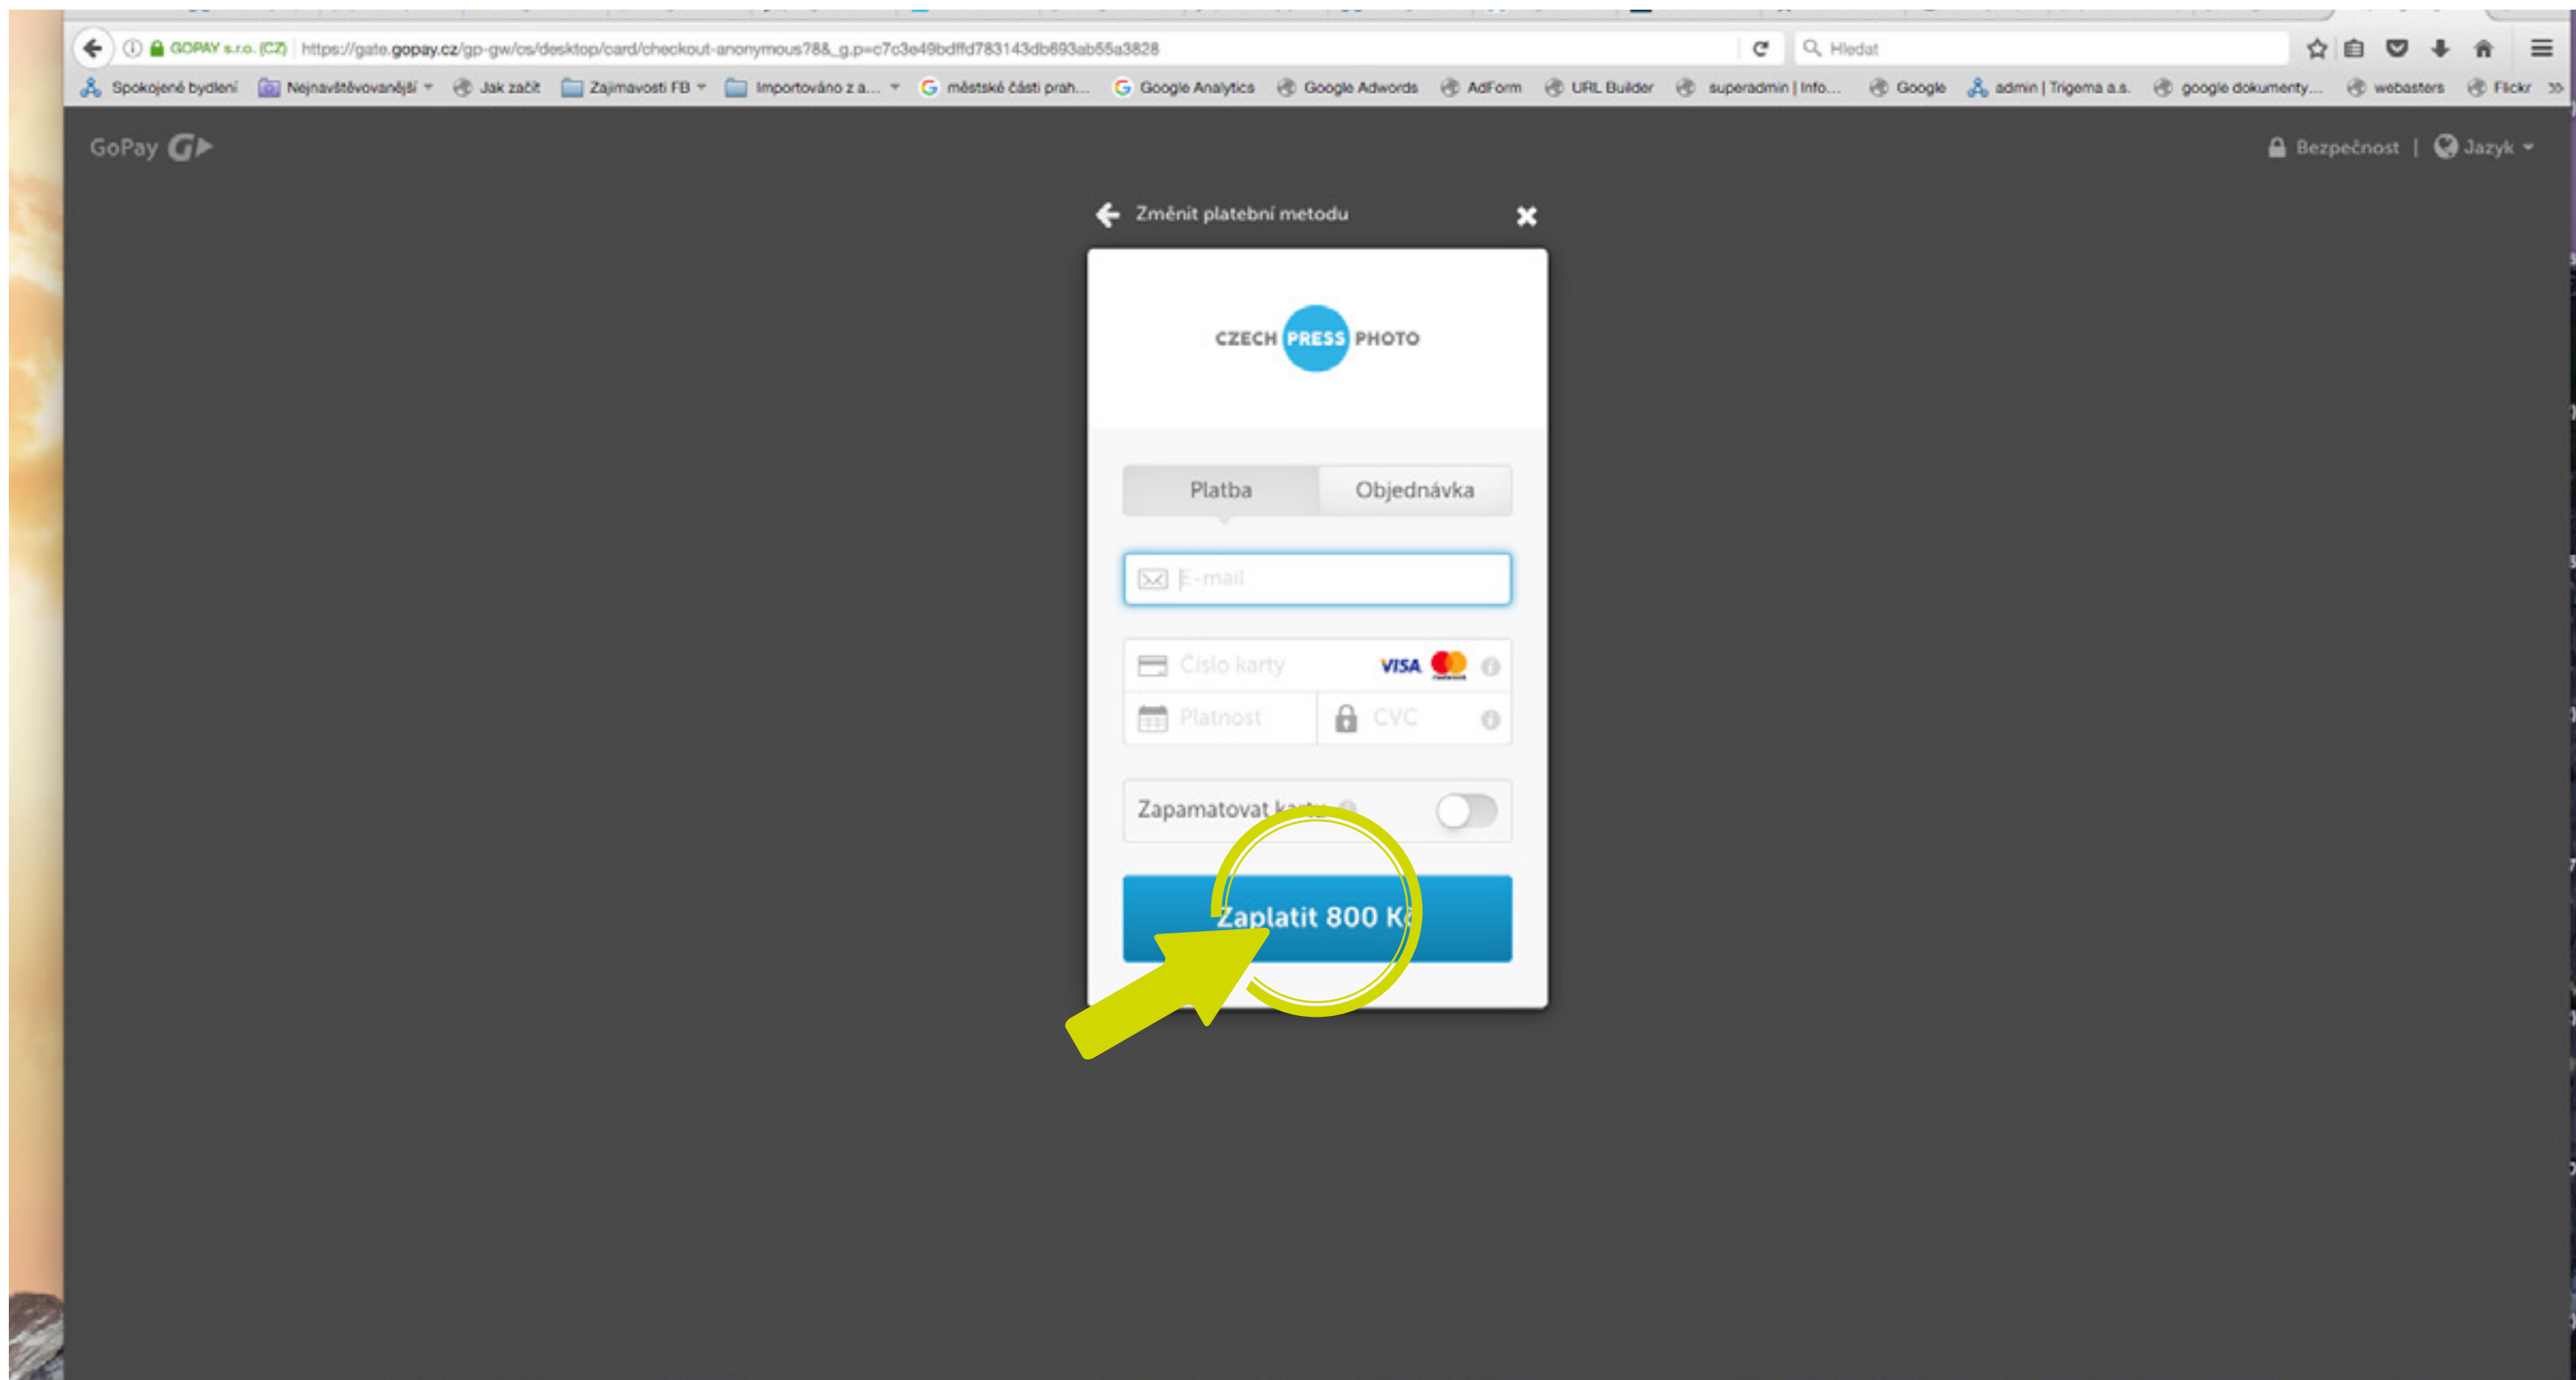 GOPAY s.r.o. (CZ) https://gate.gopay.cz/gp-gw/cs/desktop/card/checkout-anonymous?8&_g.p=c7c3e49bdffd783143db693ab55a3828 Hledat
Spokojené bydlení Nejnavštěvovanější Jak začít Zajímavosti FB Importováno z a... městské části prah... Google Analytics Google Adwords AdForm URL Builder superadmin | Info... Google admin | Trigema a.s. google dokumenty... webasters Flickr
GoPay Bezpečnost | Jazyk
Změnit platební metodu
CZECH PRESS PHOTO
Platba Objednávka
E-mail
Číslo karty VISA
Platnost CVC
Zapamatovat kartu
Zaplatit 800 Kč